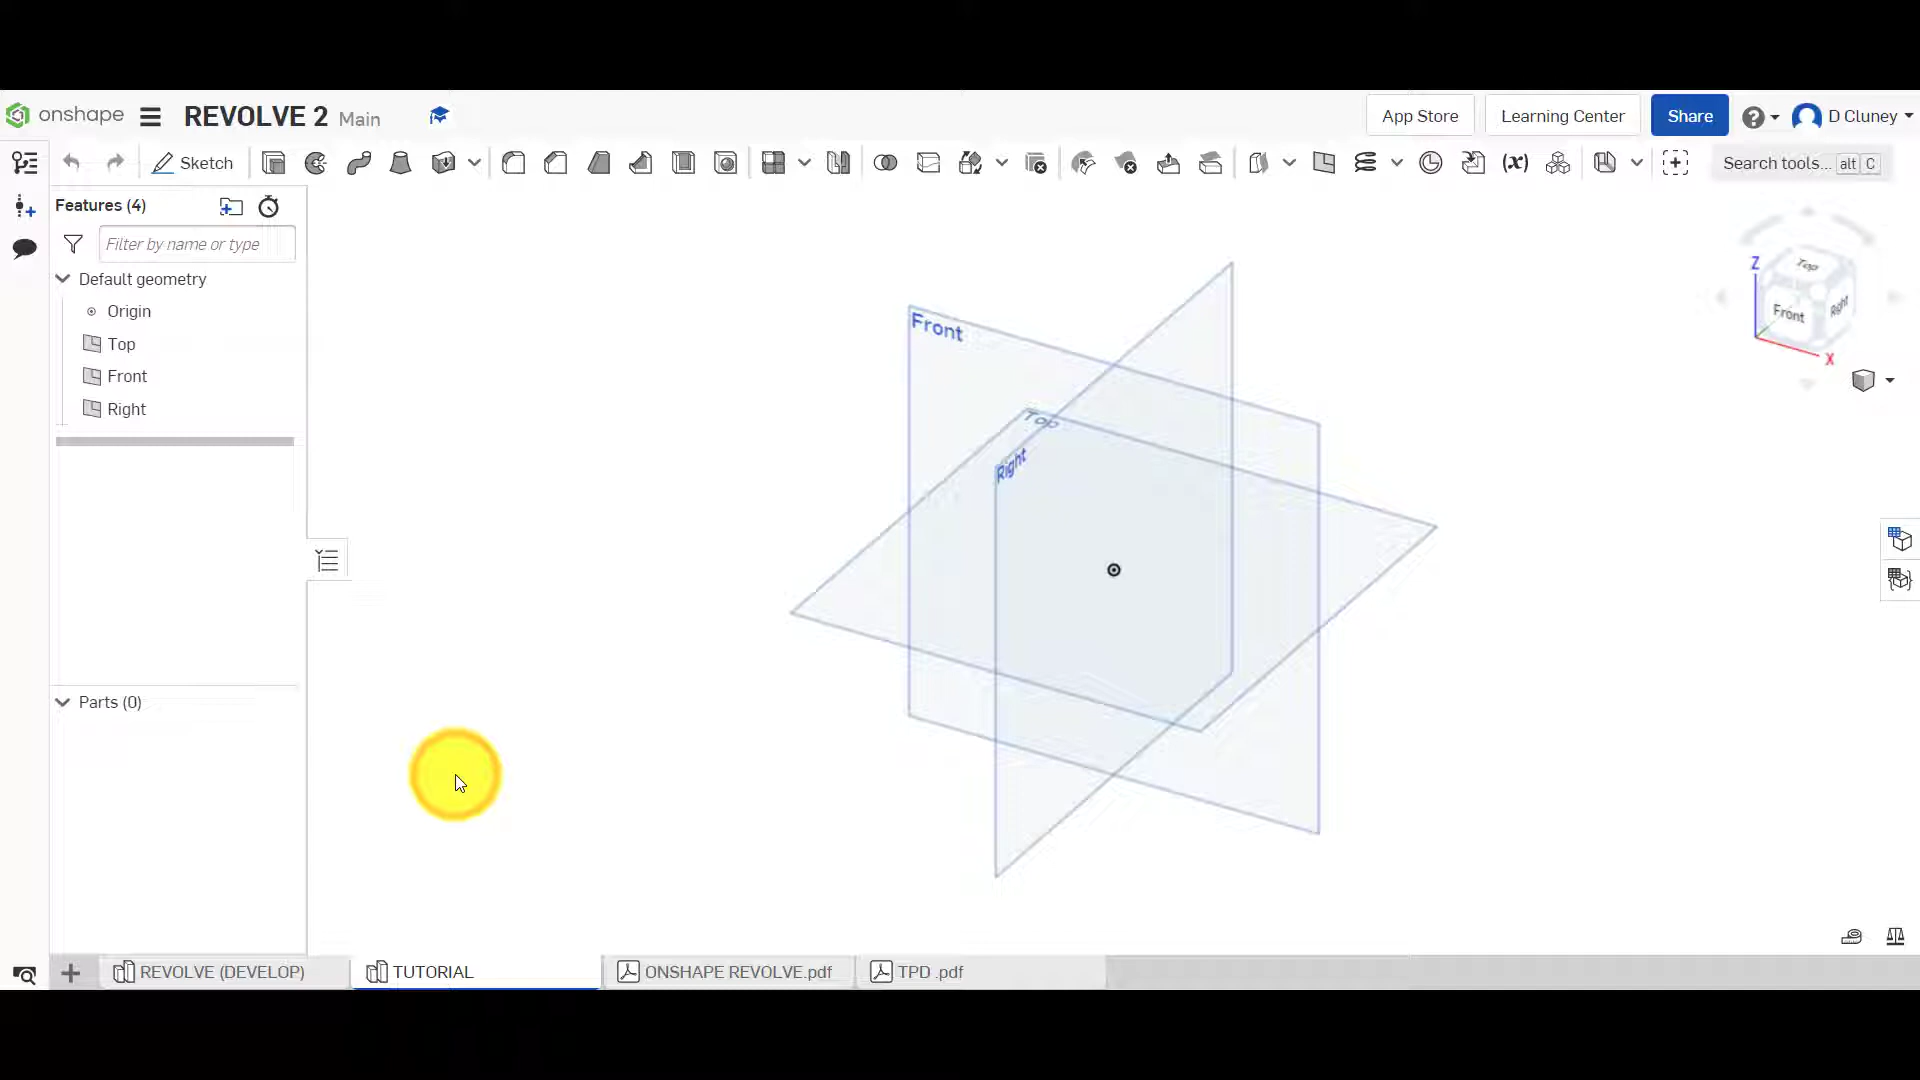 onshape
REVOLVE 2 Main
App Store
Learning Center
Share
D Cluney
Sketch
(x)
Search tools... alt C
Features (4)
Filter by name or type
Default geometry
Origin
Top
Front
Right
Parts (0)
Front
Top
Right
Z
Top
Front
Right
X
REVOLVE (DEVELOP)
TUTORIAL
ONSHAPE REVOLVE.pdf
TPD .pdf